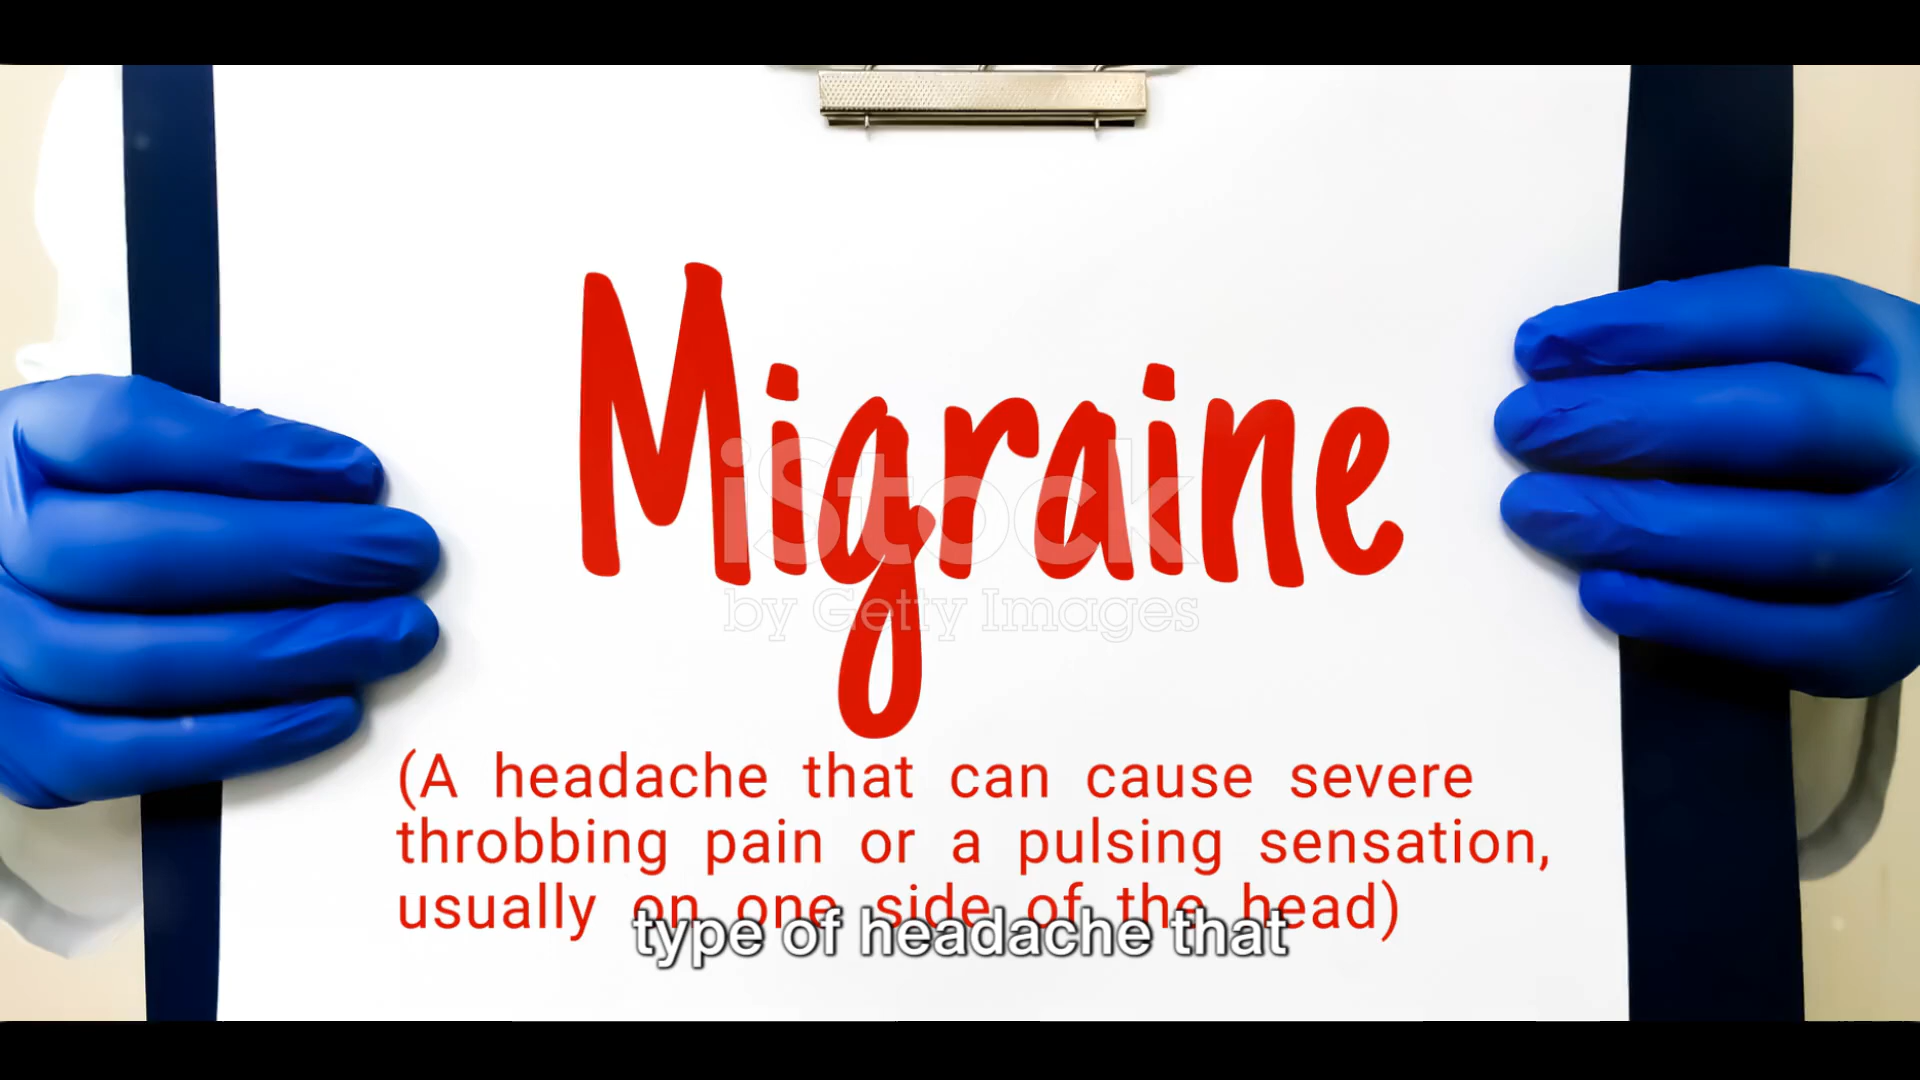 Migraine
iStock
by Getty Images
(A headache that can cause severe
throbbing pain or a pulsing sensation,
usually on one side of the head)
type of headache that